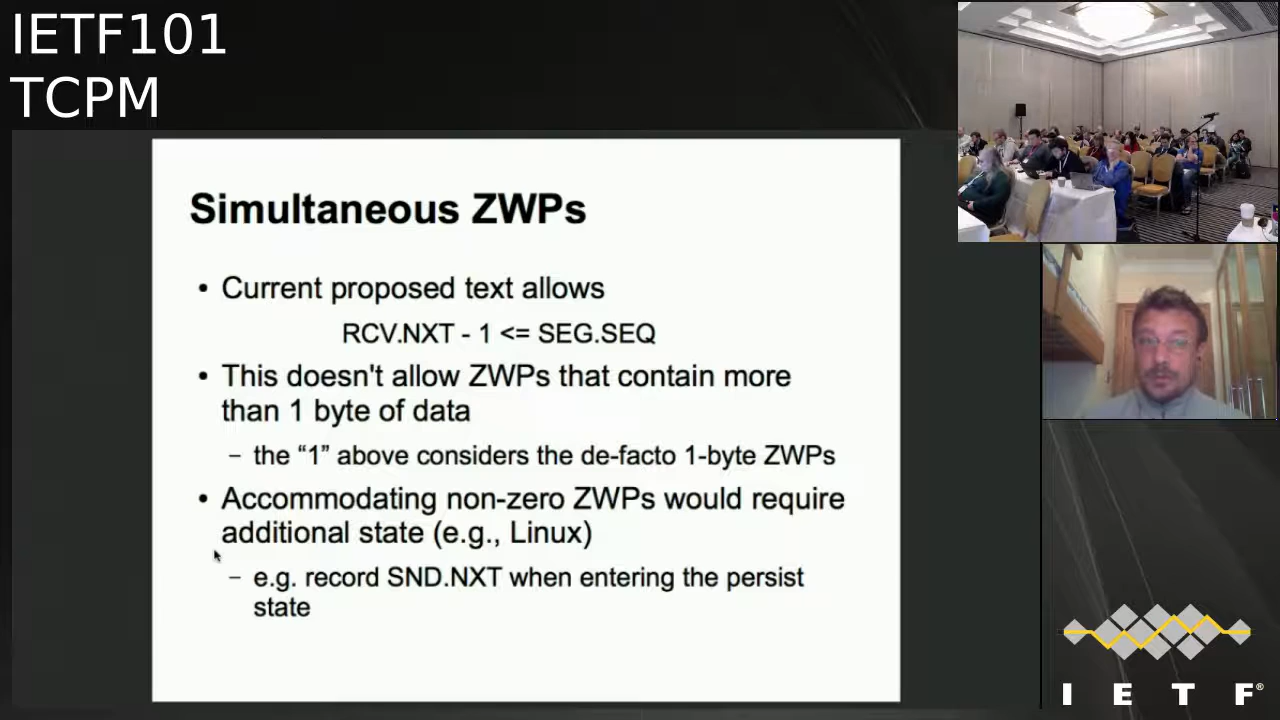 IETF101
TCPM
Simultaneous ZWPs
• Current proposed text allows
RCV.NXT - 1 <= SEG.SEQ
• This doesn't allow ZWPs that contain more
than 1 byte of data
– the “1” above considers the de-facto 1-byte ZWPs
• Accommodating non-zero ZWPs would require
additional state (e.g., Linux)
– e.g. record SND.NXT when entering the persist
state
I E T F®